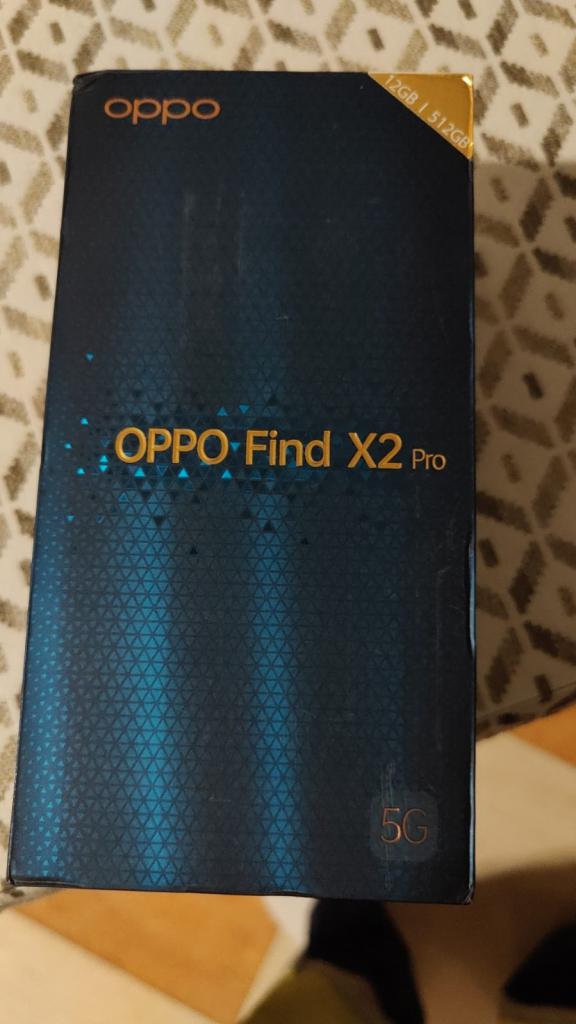 oppo
12GB | 512GB
OPPO Find X2 Pro
5G